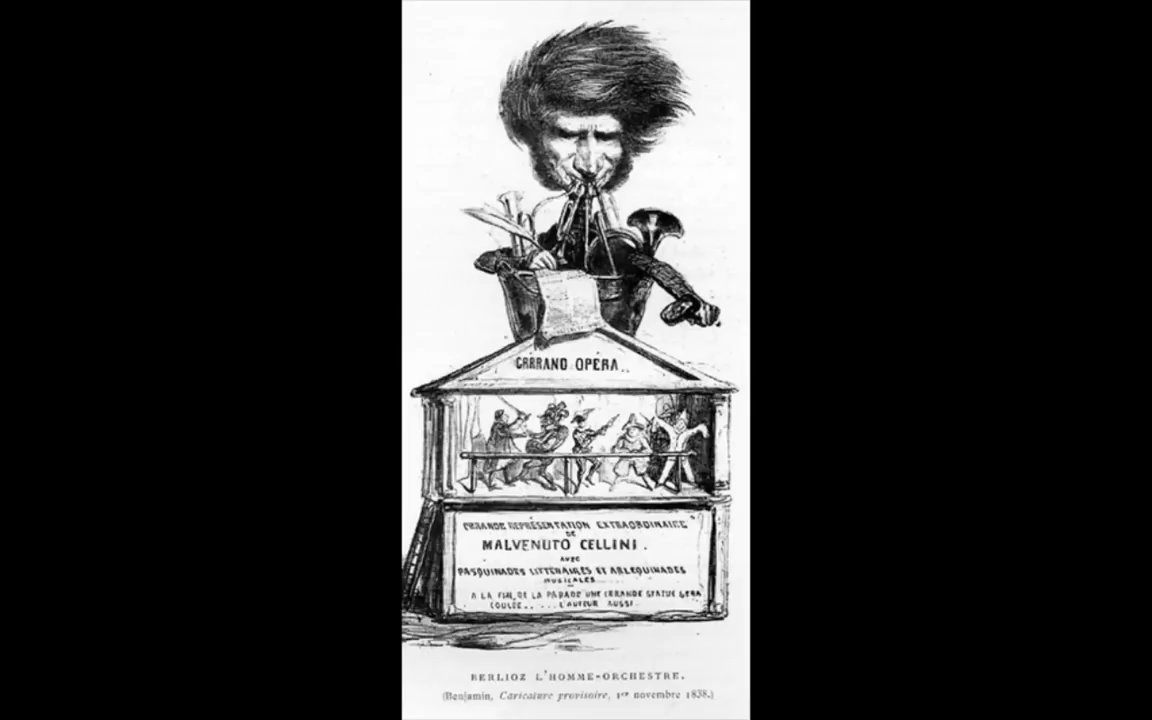 GRRRAND OPÉRA..
GRRANDE REPRÉSENTATION EXTRAORDINAIRE
DE
MALVENUTO CELLINI.
AVEC
PASQUINADES LITTÉRAIRES ET ARLEQUINADES
MUSICALES.....
A LA FIN, DE LA PARADE UNE GRRANDE STATUE SERA
COULÉE.. ... L'AUTEUR AUSSI.
BERLIOZ L'HOMME-ORCHESTRE.
(Benjamin, Caricature provisoire, 1er novembre 1838.)